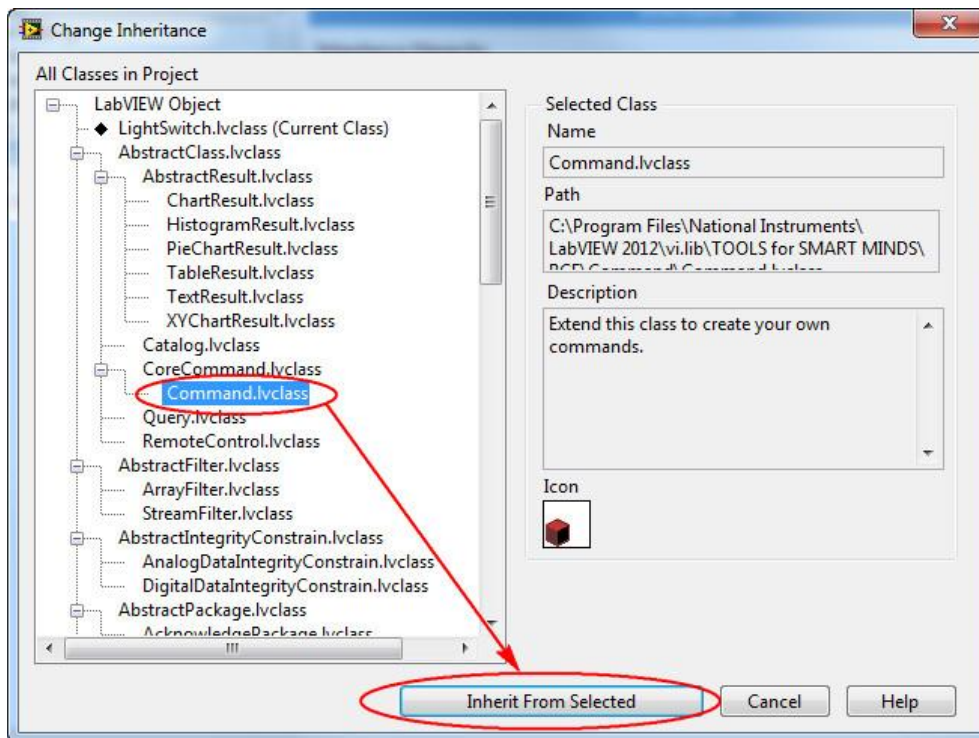 Change Inheritance
All Classes in Project
LabVIEW Object
LightSwitch.lvclass (Current Class)
AbstractClass.lvclass
AbstractResult.lvclass
ChartResult.lvclass
HistogramResult.lvclass
PieChartResult.lvclass
TableResult.lvclass
TextResult.lvclass
XYChartResult.lvclass
Catalog.lvclass
CoreCommand.lvclass
Command.lvclass
Query.lvclass
RemoteControl.lvclass
AbstractFilter.lvclass
ArrayFilter.lvclass
StreamFilter.lvclass
AbstractIntegrityConstrain.lvclass
AnalogDataIntegrityConstrain.lvclass
DigitalDataIntegrityConstrain.lvclass
AbstractPackage.lvclass
AcknowledgePackage.lvclass
Selected Class
Name
Command.lvclass
Path
C:\Program Files\National Instruments\
LabVIEW 2012\vi.lib\TOOLS for SMART MINDS\
Description
Extend this class to create your own
commands.
Icon
Inherit From Selected
Cancel
Help